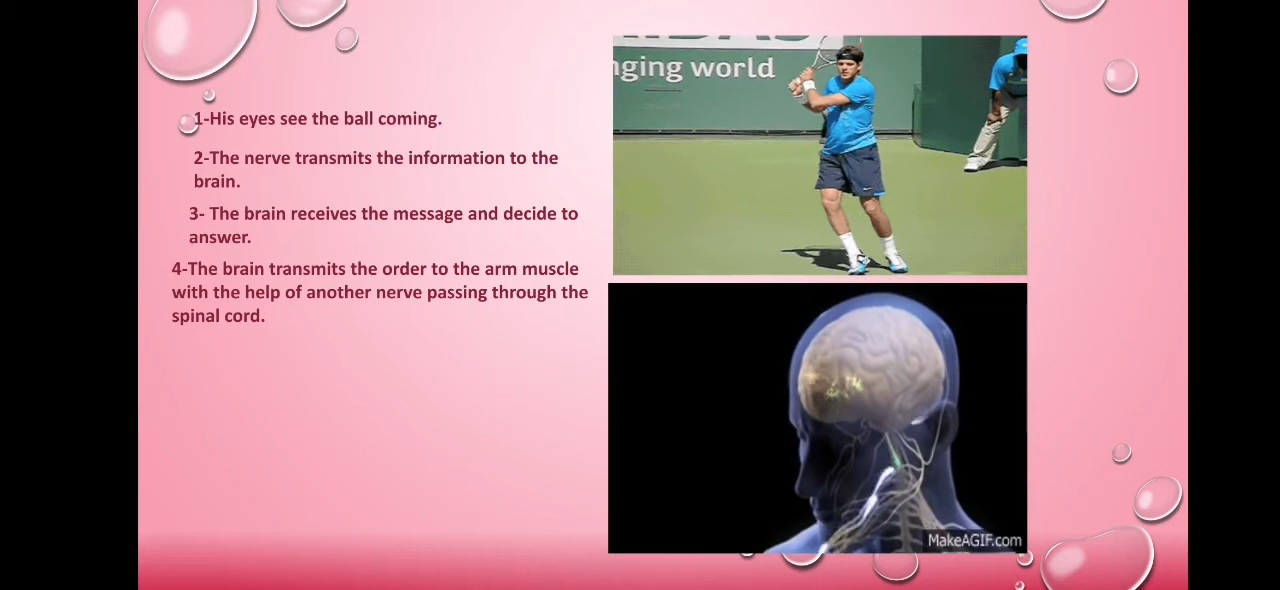 nging world
1-His eyes see the ball coming.
2-The nerve transmits the information to the
brain.
3- The brain receives the message and decide to
answer.
4-The brain transmits the order to the arm muscle
with the help of another nerve passing through the
spinal cord.
MakeAGIF.com